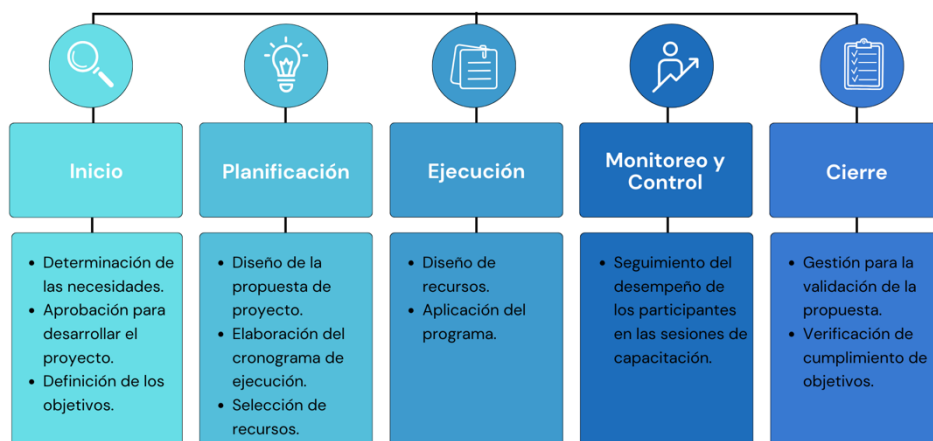 Inicio
Planificación
Ejecución
Monitoreo y
Control
Cierre
• Determinación de
las necesidades.
• Aprobación para
desarrollar el
proyecto.
• Definición de los
objetivos.
• Diseño de la
propuesta de
proyecto.
• Elaboración del
cronograma de
ejecución.
• Selección de
recursos.
• Diseño de
recursos.
• Aplicación del
programa.
• Seguimiento del
desempeño de
los participantes
en las sesiones de
capacitación.
• Gestión para la
validación de la
propuesta.
• Verificación de
cumplimiento de
objetivos.